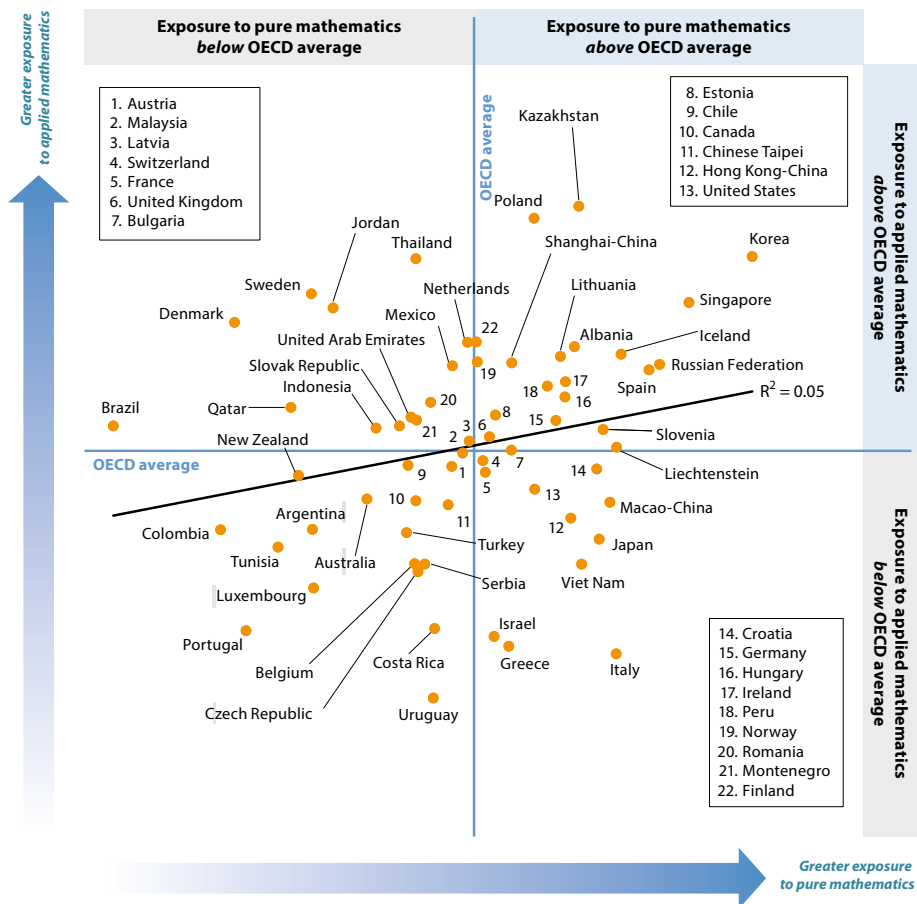 Exposure to pure mathematics
below OECD average
Exposure to pure mathematics
above OECD average
Greater exposure
to applied mathematics
1. Austria
2. Malaysia
3. Latvia
4. Switzerland
5. France
6. United Kingdom
7. Bulgaria
OECD average
8. Estonia
9. Chile
10. Canada
11. Chinese Taipei
12. Hong Kong-China
13. United States
Exposure to applied mathematics
above OECD average
Kazakhstan
Poland
Jordan
Thailand
Shanghai-China
Korea
Sweden
Netherlands
Lithuania
Singapore
Denmark
Mexico
22
Albania
Iceland
United Arab Emirates
Slovak Republic
19
Russian Federation
Indonesia
18
17
Spain
16
R² = 0.05
Brazil
Qatar
20
8
15
21
3
6
2
Slovenia
New Zealand
OECD average
9
1
4
7
5
14
Liechtenstein
10
13
Macao-China
Argentina
11
12
Colombia
Turkey
Japan
Tunisia
Australia
Serbia
Viet Nam
Luxembourg
Exposure to applied mathematics
below OECD average
Portugal
Israel
Belgium
Costa Rica
Greece
Italy
Czech Republic
Uruguay
14. Croatia
15. Germany
16. Hungary
17. Ireland
18. Peru
19. Norway
20. Romania
21. Montenegro
22. Finland
Greater exposure
to pure mathematics